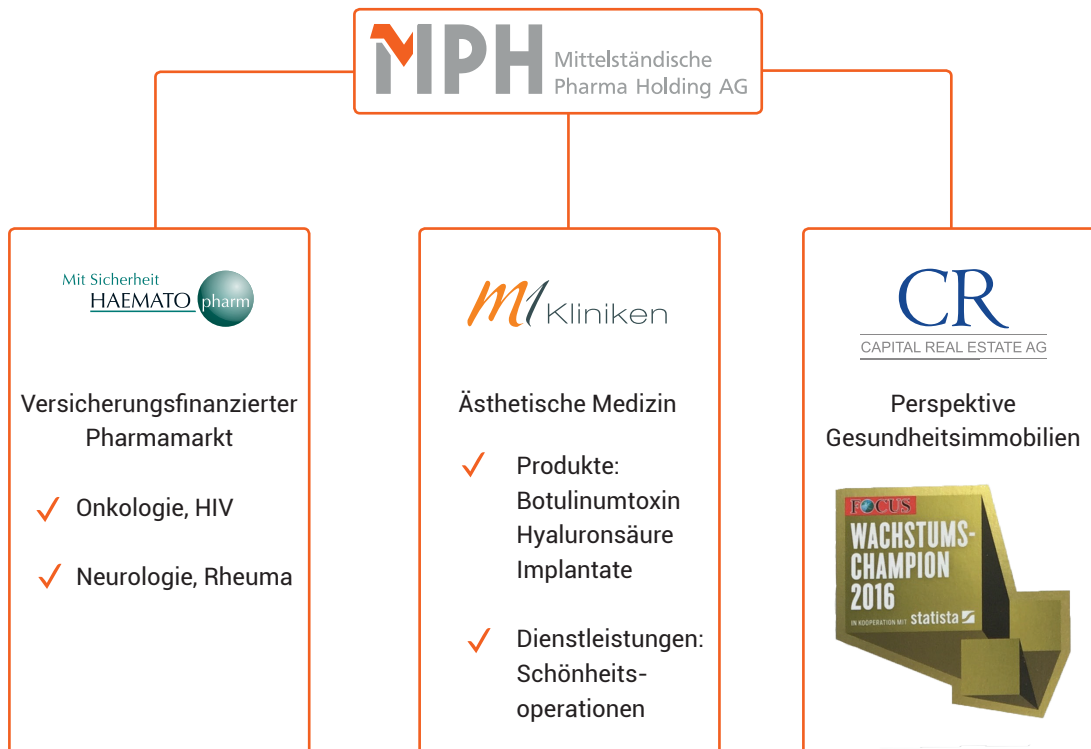 MPH Mittelständische
Pharma Holding AG
Mit Sicherheit
HAEMATO pharm
Versicherungsfinanzierter
Pharmamarkt
Onkologie, HIV
Neurologie, Rheuma
m1 Kliniken
Ästhetische Medizin
Produkte:
Botulinumtoxin
Hyaluronsäure
Implantate
Dienstleistungen:
Schönheits-
operationen
CR
CAPITAL REAL ESTATE AG
Perspektive
Gesundheitsimmobilien
FOCUS
WACHSTUMS-
CHAMPION
2016
IN KOOPERATION MIT statista